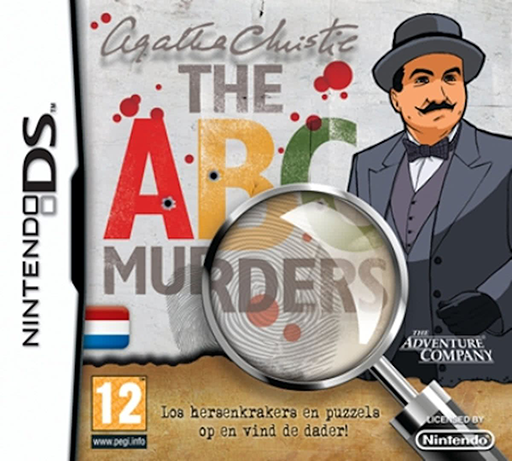 Agatha Christie
THE
ABC
MURDERS
NINTENDO DS™
THE
ADVENTURE
COMPANY
12
www.pegi.info
Los hersenkrakers en puzzels
op en vind de dader!
LICENSED BY
Nintendo